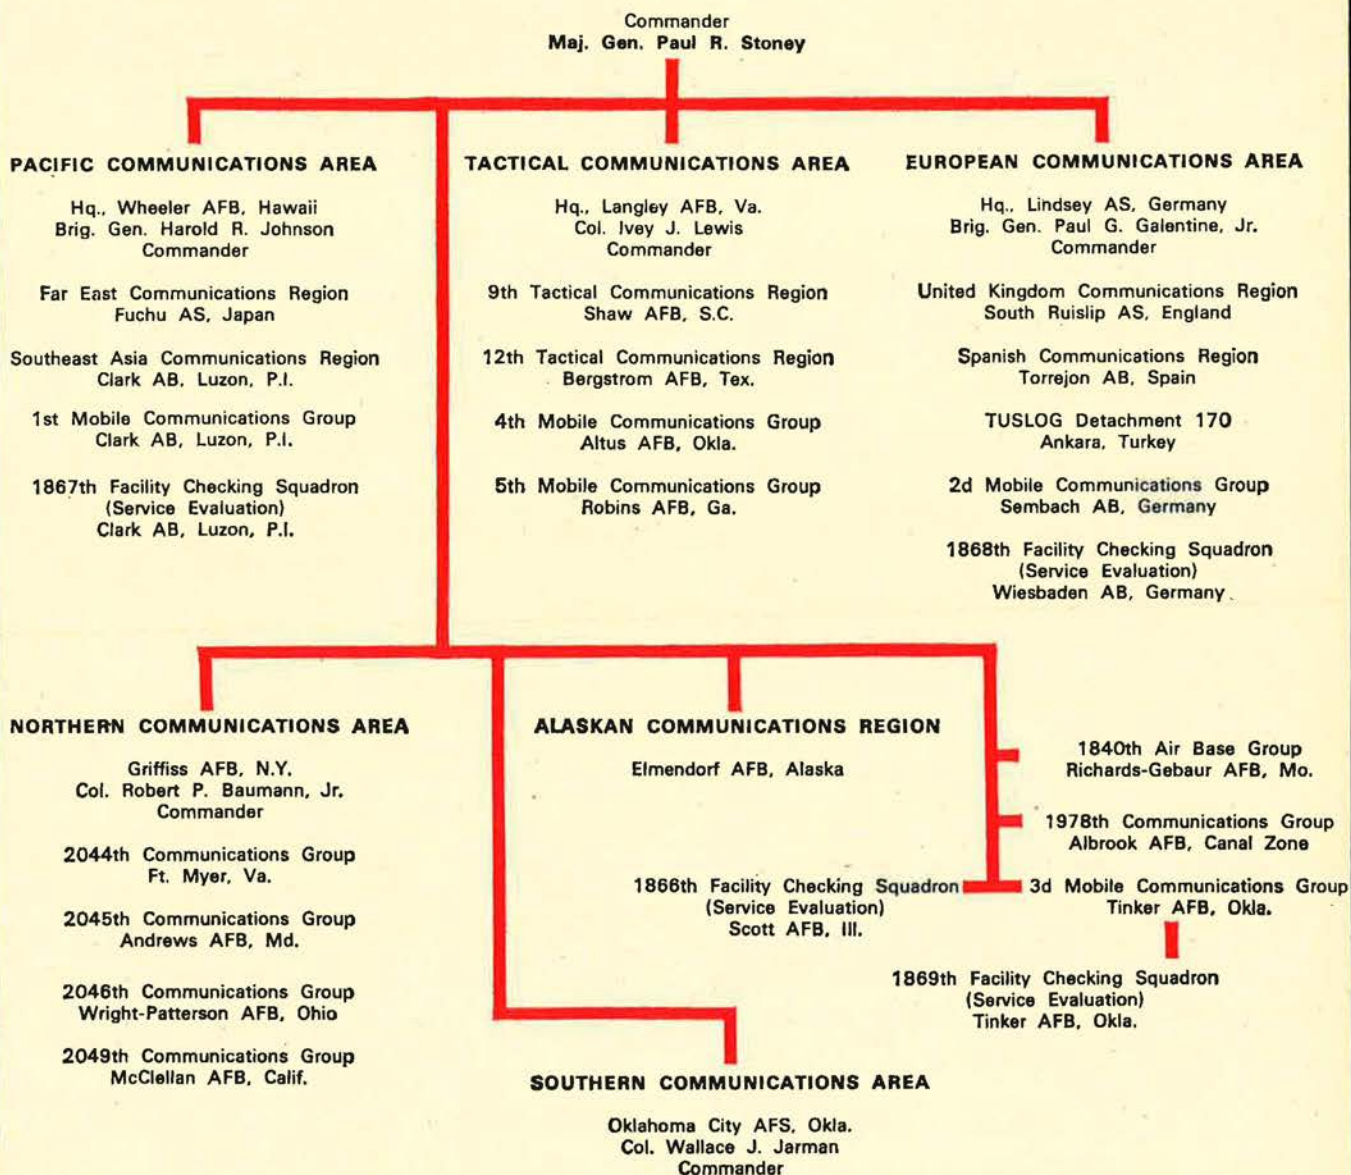 Commander
Maj. Gen. Paul R. Stoney
PACIFIC COMMUNICATIONS AREA
Hq., Wheeler AFB, Hawaii
Brig. Gen. Harold R. Johnson
Commander
Far East Communications Region
Fuchu AS, Japan
Southeast Asia Communications Region
Clark AB, Luzon, P.I.
1st Mobile Communications Group
Clark AB, Luzon, P.I.
1867th Facility Checking Squadron
(Service Evaluation)
Clark AB, Luzon, P.I.
TACTICAL COMMUNICATIONS AREA
Hq., Langley AFB, Va.
Col. Ivey J. Lewis
Commander
9th Tactical Communications Region
Shaw AFB, S.C.
12th Tactical Communications Region
Bergstrom AFB, Tex.
4th Mobile Communications Group
Altus AFB, Okla.
5th Mobile Communications Group
Robins AFB, Ga.
EUROPEAN COMMUNICATIONS AREA
Hq., Lindsey AS, Germany
Brig. Gen. Paul G. Galentine, Jr.
Commander
United Kingdom Communications Region
South Ruislip AS, England
Spanish Communications Region
Torrejon AB, Spain
TUSLOG Detachment 170
Ankara, Turkey
2d Mobile Communications Group
Sembach AB, Germany
1868th Facility Checking Squadron
(Service Evaluation)
Wiesbaden AB, Germany
NORTHERN COMMUNICATIONS AREA
Griffiss AFB, N.Y.
Col. Robert P. Baumann, Jr.
Commander
2044th Communications Group
Ft. Myer, Va.
2045th Communications Group
Andrews AFB, Md.
2046th Communications Group
Wright-Patterson AFB, Ohio
2049th Communications Group
McClellan AFB, Calif.
ALASKAN COMMUNICATIONS REGION
Elmendorf AFB, Alaska
1840th Air Base Group
Richards-Gebaur AFB, Mo.
1978th Communications Group
Albrook AFB, Canal Zone
1866th Facility Checking Squadron
(Service Evaluation)
Scott AFB, Ill.
3d Mobile Communications Group
Tinker AFB, Okla.
1869th Facility Checking Squadron
(Service Evaluation)
Tinker AFB, Okla.
SOUTHERN COMMUNICATIONS AREA
Oklahoma City AFS, Okla.
Col. Wallace J. Jarman
Commander